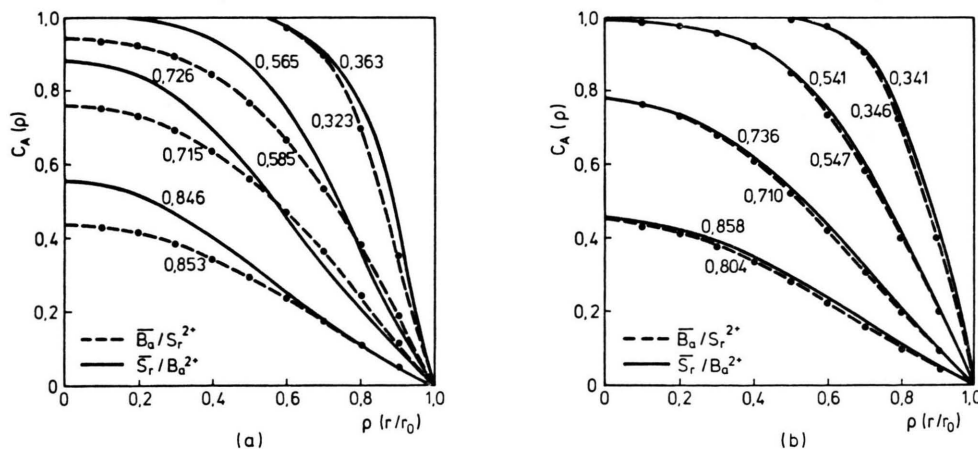 1,0
0,8
0,6
0,4
0,2
0
C_A (ρ)
0,726
0,565
0,363
0,323
0,715
0,585
0,846
0,853
B̅a̅/Sr²⁺
S̅r̅/Ba²⁺
0 0,2 0,4 0,6 0,8 1,0
ρ (r/r₀)
(a)
1,0
0,8
0,6
0,4
0,2
0
C_A (ρ)
0,541
0,341
0,346
0,736
0,547
0,710
0,858
0,804
B̅a̅/Sr²⁺
S̅r̅/Ba²⁺
0 0,2 0,4 0,6 0,8 1,0
ρ (r/r₀)
(b)